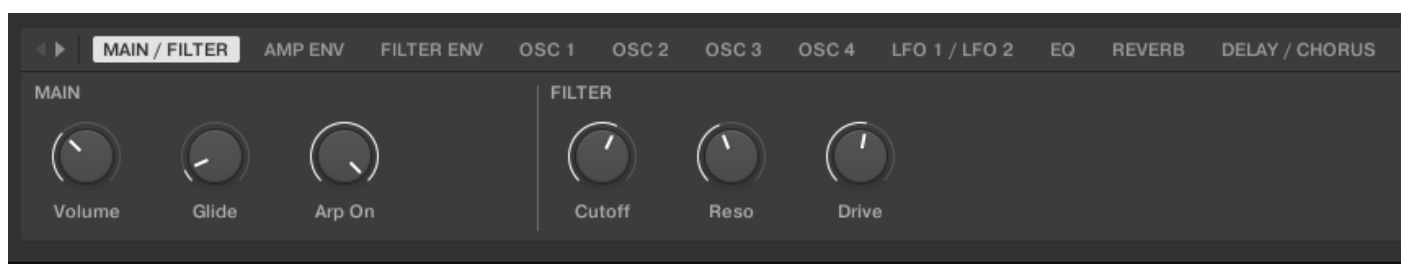 MAIN / FILTER AMP ENV FILTER ENV OSC 1 OSC 2 OSC 3 OSC 4 LFO 1 / LFO 2 EQ REVERB DELAY / CHORUS
MAIN FILTER
Volume Glide Arp On Cutoff Reso Drive